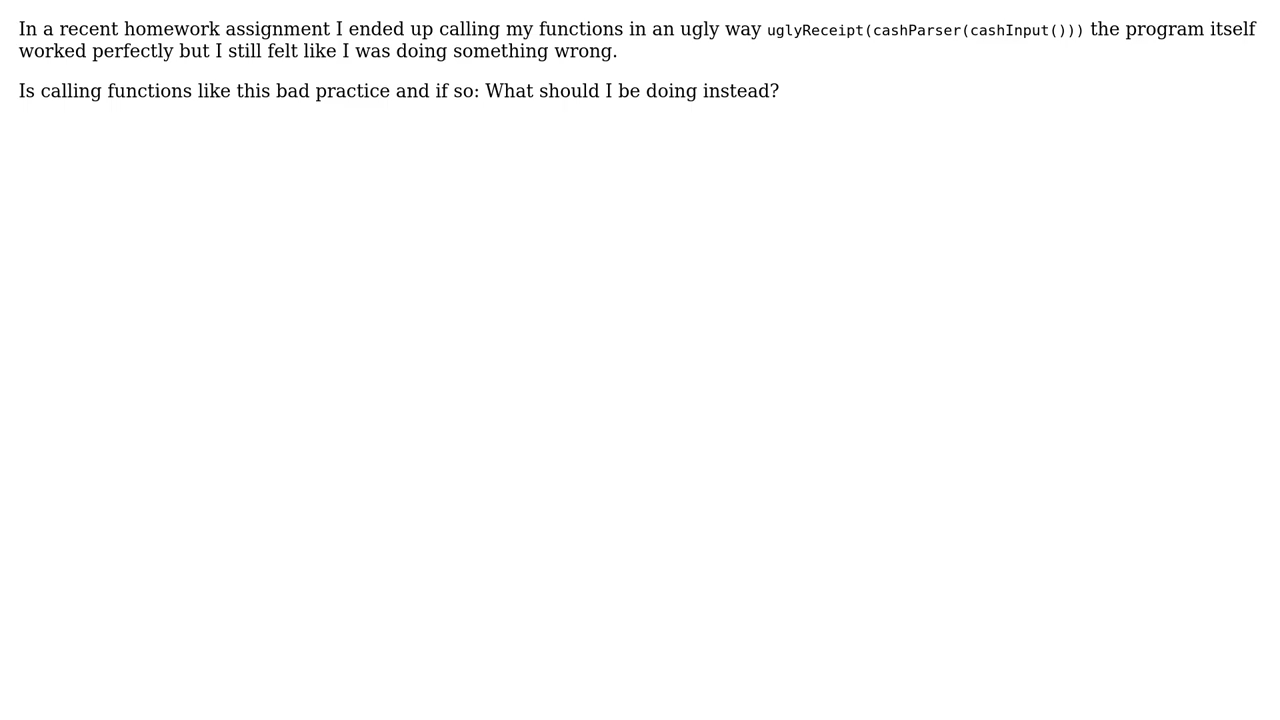 In a recent homework assignment I ended up calling my functions in an ugly way uglyReceipt(cashParser(cashInput())) the program itself
worked perfectly but I still felt like I was doing something wrong.
Is calling functions like this bad practice and if so: What should I be doing instead?